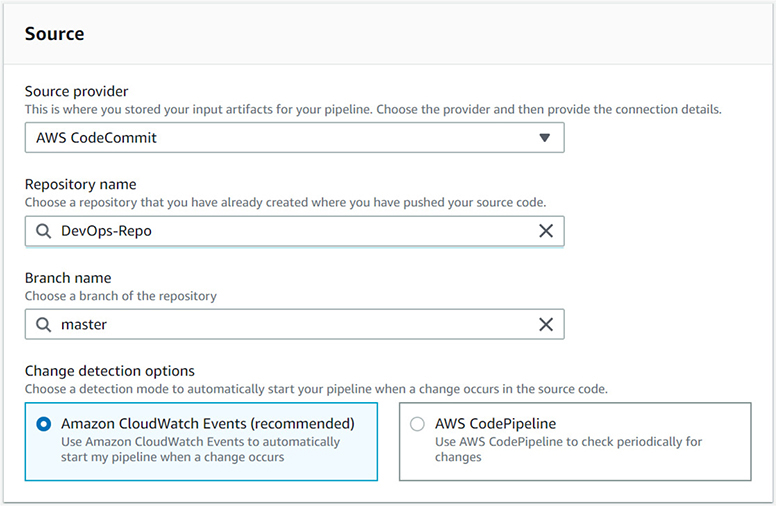 Source
Source provider
This is where you stored your input artifacts for your pipeline. Choose the provider and then provide the connection details.
AWS CodeCommit
Repository name
Choose a repository that you have already created where you have pushed your source code.
DevOps-Repo
Branch name
Choose a branch of the repository
master
Change detection options
Choose a detection mode to automatically start your pipeline when a change occurs in the source code.
Amazon CloudWatch Events (recommended)
Use Amazon CloudWatch Events to automatically
start my pipeline when a change occurs
AWS CodePipeline
Use AWS CodePipeline to check periodically for
changes